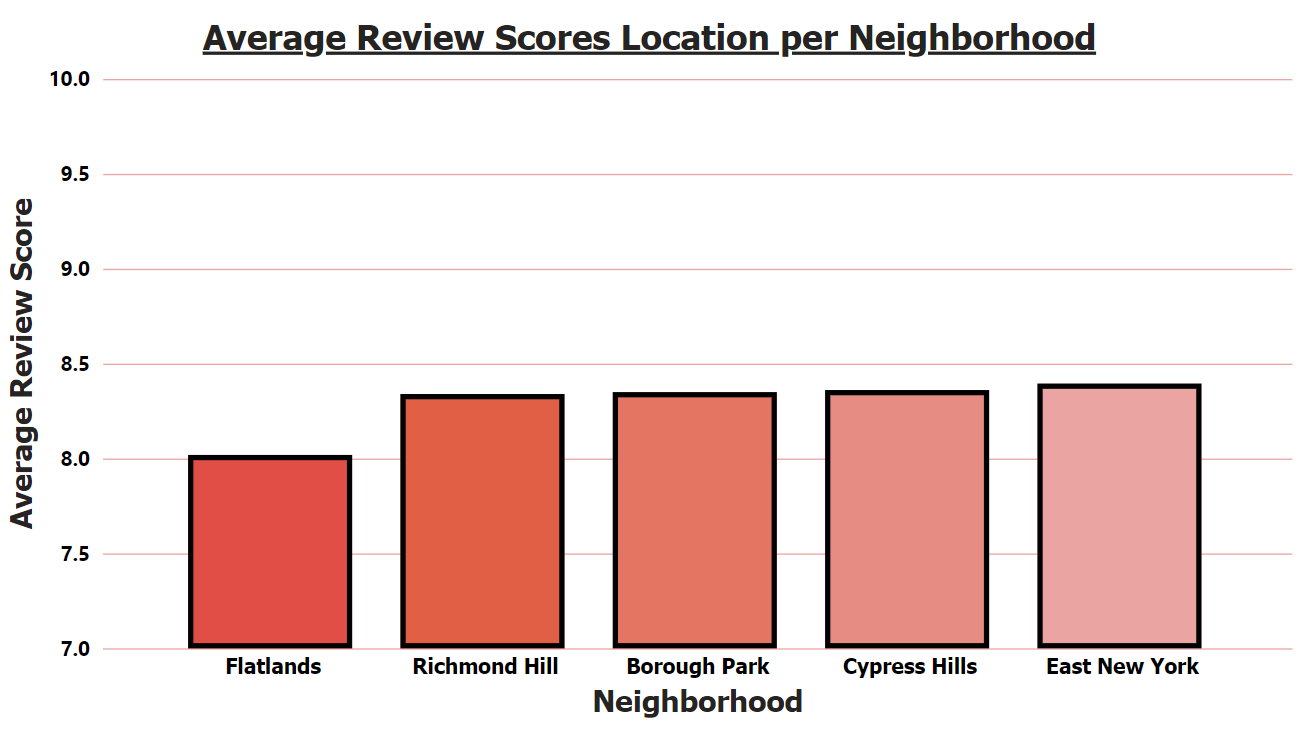 Average Review Scores Location per Neighborhood
10.0
9.5
9.0
8.5
8.0
7.5
7.0
Average Review Score
Flatlands Richmond Hill Borough Park Cypress Hills East New York
Neighborhood